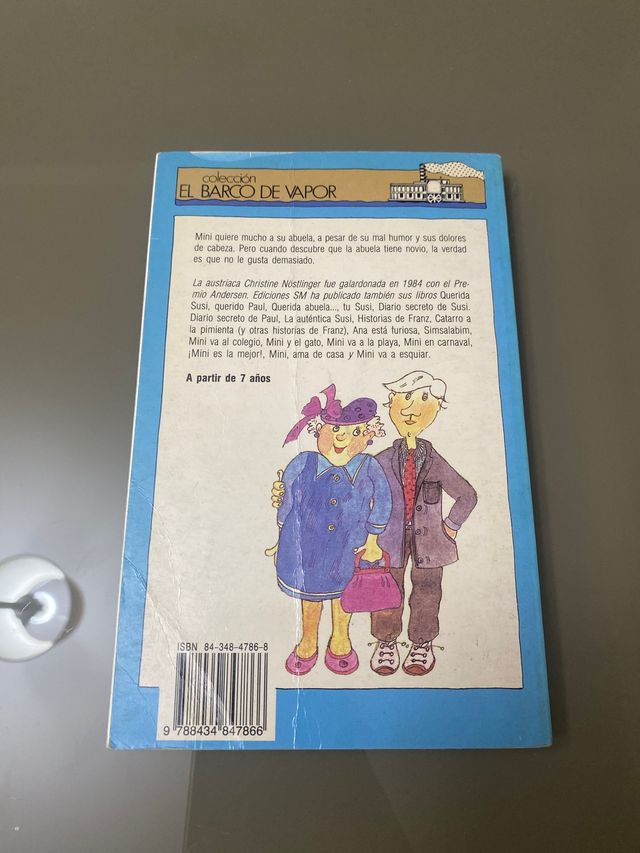 colección
EL BARCO DE VAPOR
Mini quiere mucho a su abuela, a pesar de su mal humor y sus dolores
de cabeza. Pero cuando descubre que la abuela tiene novio, la verdad
es que no le gusta demasiado.
La austríaca Christine Nöstlinger fue galardonada en 1984 con el Pre-
mio Andersen. Ediciones SM ha publicado también sus libros Querida
Susi, querido Paul, Querida abuela..., tu Susi, Diario secreto de Susi.
Diario secreto de Paul, La auténtica Susi, Historias de Franz, Catarro a
la pimienta (y otras historias de Franz), Ana está furiosa, Simsalabim,
Mini va al colegio, Mini y el gato, Mini va a la playa, Mini en carnaval,
¡Mini es la mejor!, Mini, ama de casa y Mini va a esquiar.
A partir de 7 años
ISBN 84-348-4786-8
9 788434 847866